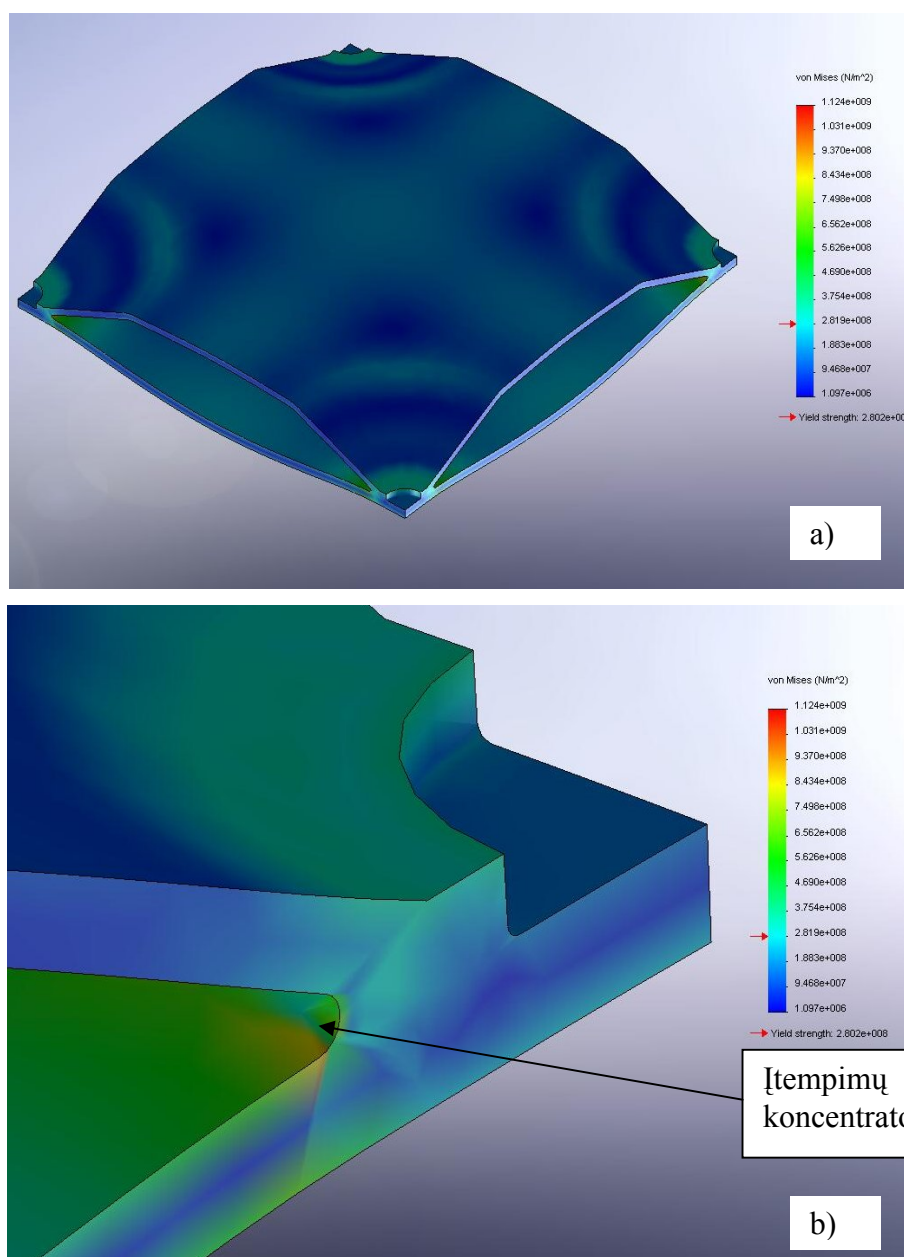 von Mises (N/m^2)
1.124e+009
1.031e+009
9.370e+008
8.434e+008
7.498e+008
6.562e+008
5.626e+008
4.690e+008
3.754e+008
2.819e+008
1.883e+008
9.468e+007
1.097e+006
Yield strength: 2.802e+00
a)
von Mises (N/m^2)
1.124e+009
1.031e+009
9.370e+008
8.434e+008
7.498e+008
6.562e+008
5.626e+008
4.690e+008
3.754e+008
2.819e+008
1.883e+008
9.468e+007
1.097e+006
Yield strength: 2.802e+008
Įtempimų
koncentrato
b)